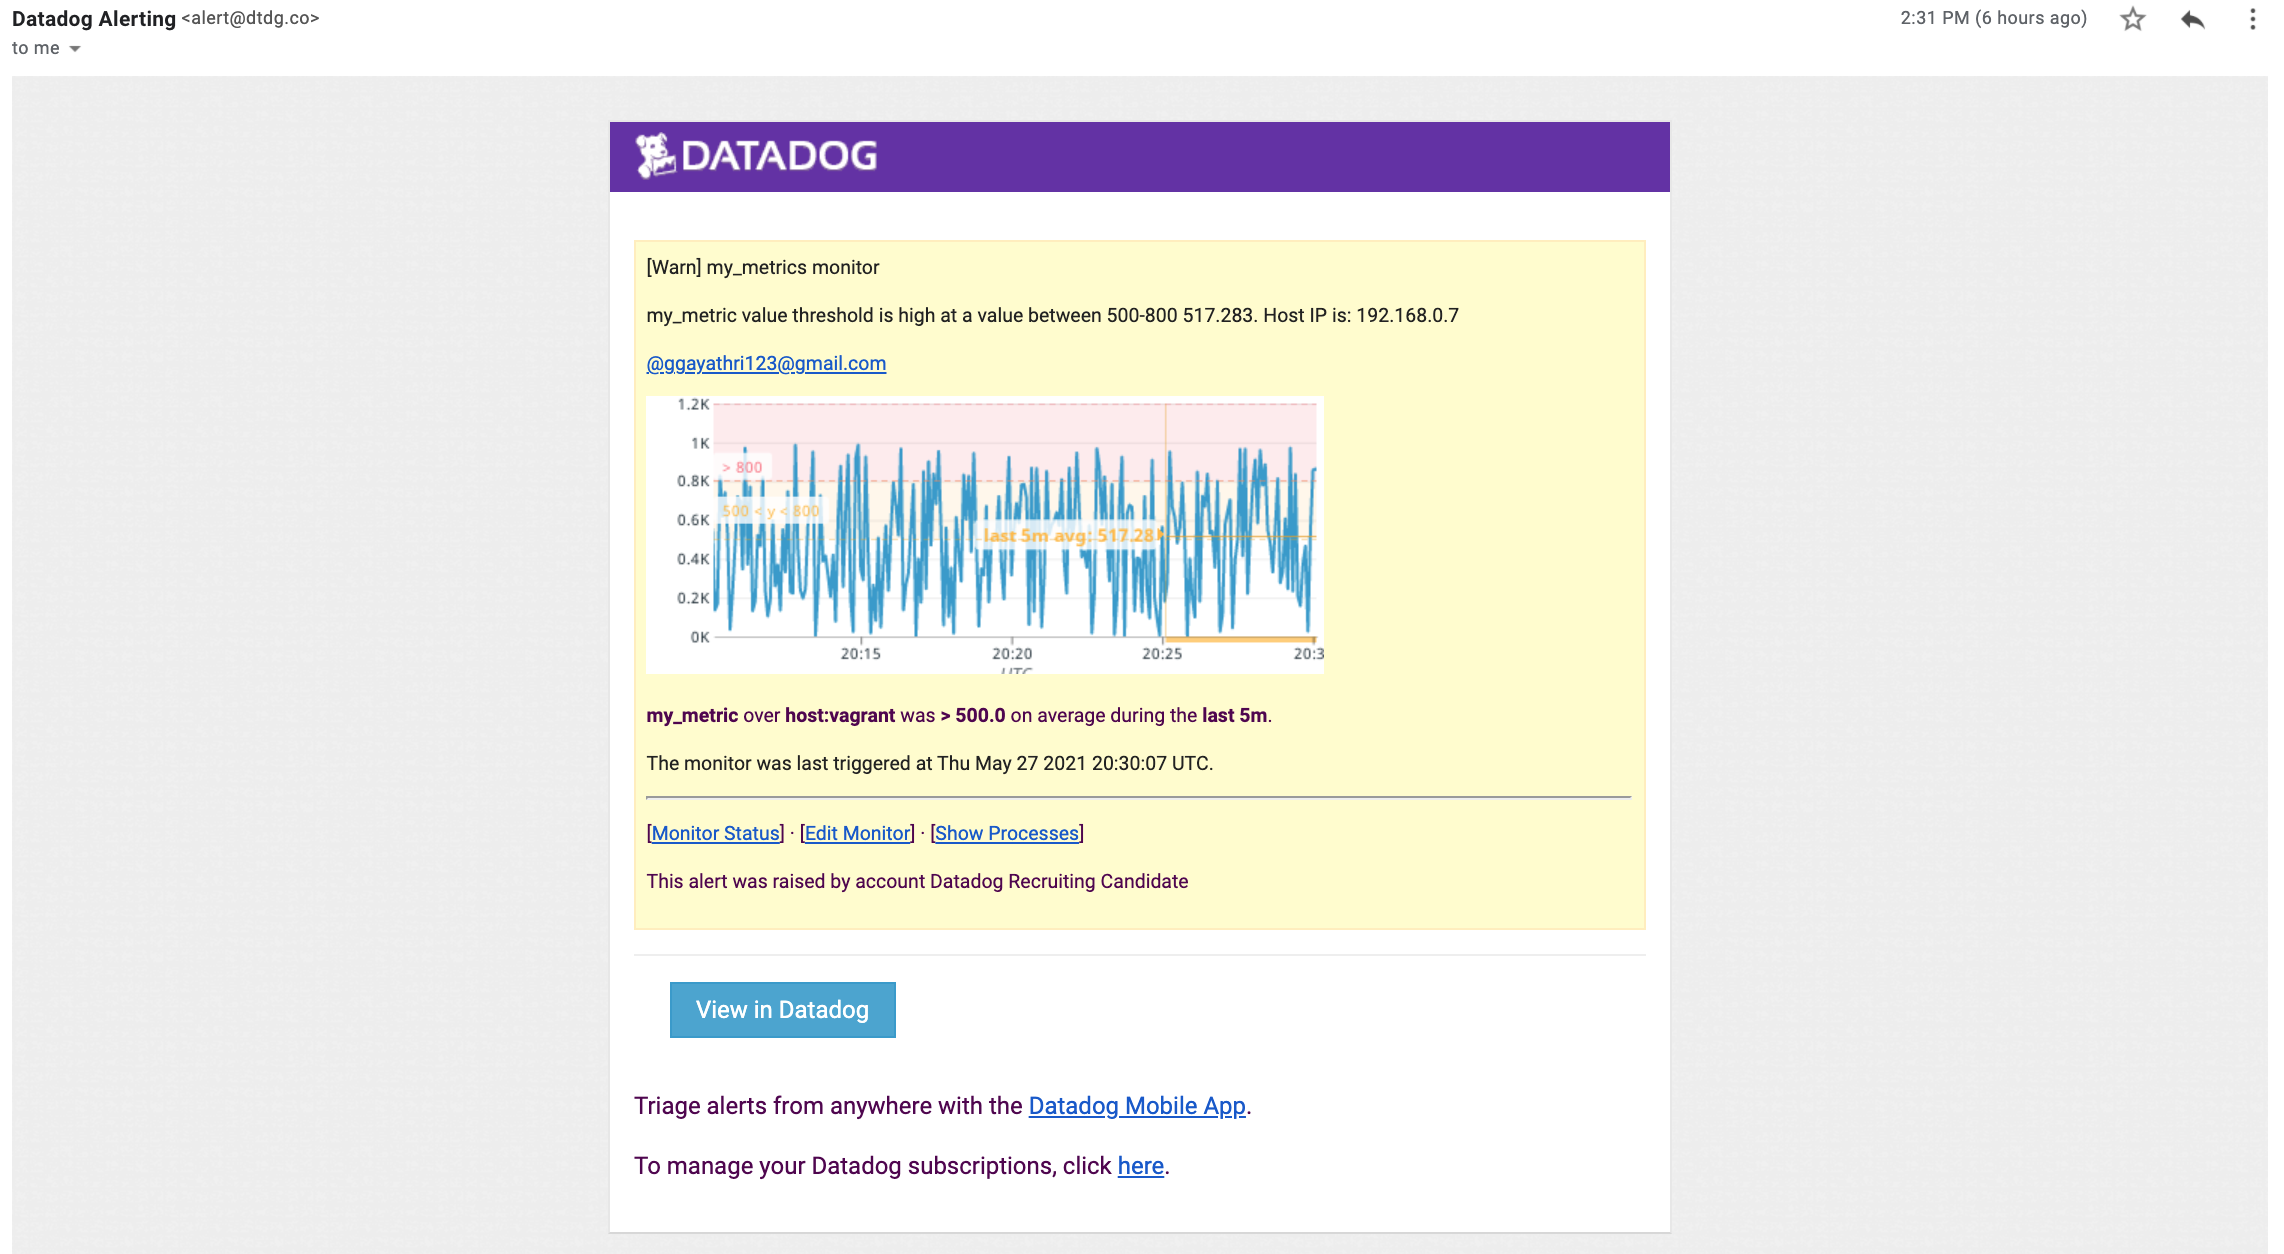 Datadog Alerting <alert@dtdg.co>
2:31 PM (6 hours ago)
to me
DATADOG
[Warn] my_metrics monitor
my_metric value threshold is high at a value between 500-800 517.283. Host IP is: 192.168.0.7
@ggayathri123@gmail.com
1.2K
1K
> 800
0.8K
500 < y < 800
0.6K
last 5m avg: 517.28
0.4K
0.2K
0K
20:15 20:20 20:25 20:3
UTC
my_metric over host:vagrant was > 500.0 on average during the last 5m.
The monitor was last triggered at Thu May 27 2021 20:30:07 UTC.
[Monitor Status] · [Edit Monitor] · [Show Processes]
This alert was raised by account Datadog Recruiting Candidate
View in Datadog
Triage alerts from anywhere with the Datadog Mobile App.
To manage your Datadog subscriptions, click here.